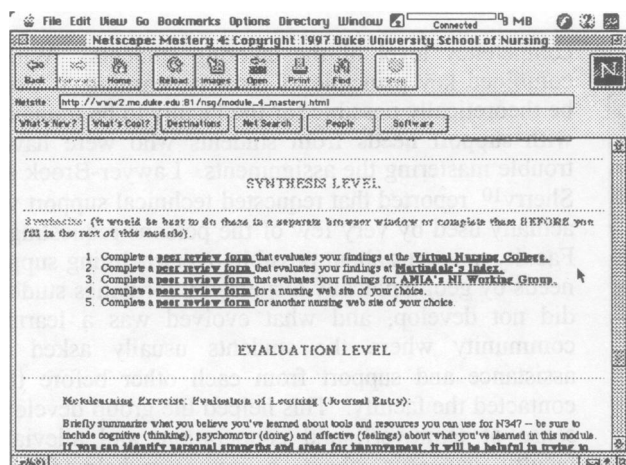 File Edit View Go Bookmarks Options Directory Window Connected 9 MB
Netscape: Mastery 4: Copyright 1997 Duke University School of Nursing
Back Forward Home Reload Images Open Print Find Stop
N
Netsite: http://www2.mc.duke.edu:81/nsg/module_4_mastery.html
What's New? What's Cool? Destinations Net Search People Software
SYNTHESIS LEVEL
Synthesis: (It would be best to do these in a separate browser window or complete them BEFORE you
fill in the rest of this module).
1. Complete a peer review form that evaluates your findings at the Virtual Nursing College.
2. Complete a peer review form that evaluates your findings at Martindale's Index.
3. Complete a peer review form that evaluates your findings for AMIA's NI Working Group.
4. Complete a peer review form for a nursing web site of your choice.
5. Complete a peer review form for another nursing web site of your choice.
EVALUATION LEVEL
Metalearning Exercise: Evaluation of Learning (Journal Entry):
Briefly summarize what you believe you've learned about tools and resources you can use for N347 -- be sure to
include cognitive (thinking), psychomotor (doing) and affective (feelings) about what you've learned in this module.
If you can identify personal strengths and areas for improvement, it will be helpful in trying to